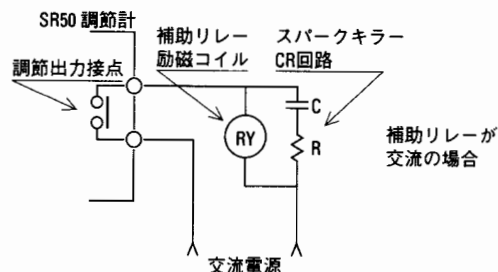 SR50 調節計
調節出力接点
補助リレー
励磁コイル
スパークキラー
CR回路
C
RY
R
補助リレーが
交流の場合
交流電源